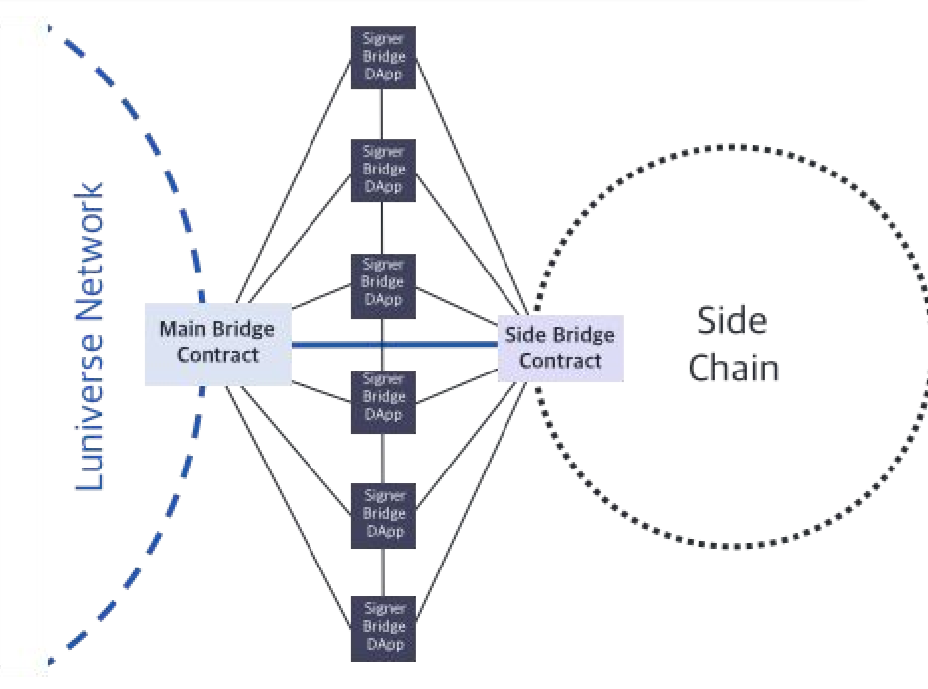 Luniverse Network
Main Bridge
Contract
Signer
Bridge
DApp
Signer
Bridge
DApp
Signer
Bridge
DApp
Signer
Bridge
DApp
Signer
Bridge
DApp
Signer
Bridge
DApp
Side Bridge
Contract
Side
Chain